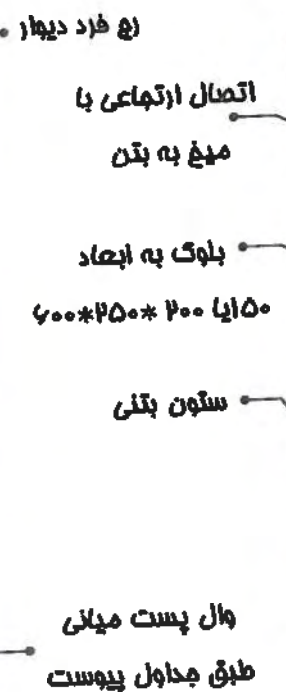 رج فرد دیوار
اتصال ارتجاعی با
میخ به بتن
بلوک به ابعاد
۱۵۰یا ۲۰۰ *۲۵۰*۶۰۰
ستون بتنی
وال پست میانی
طبق جداول پیوست